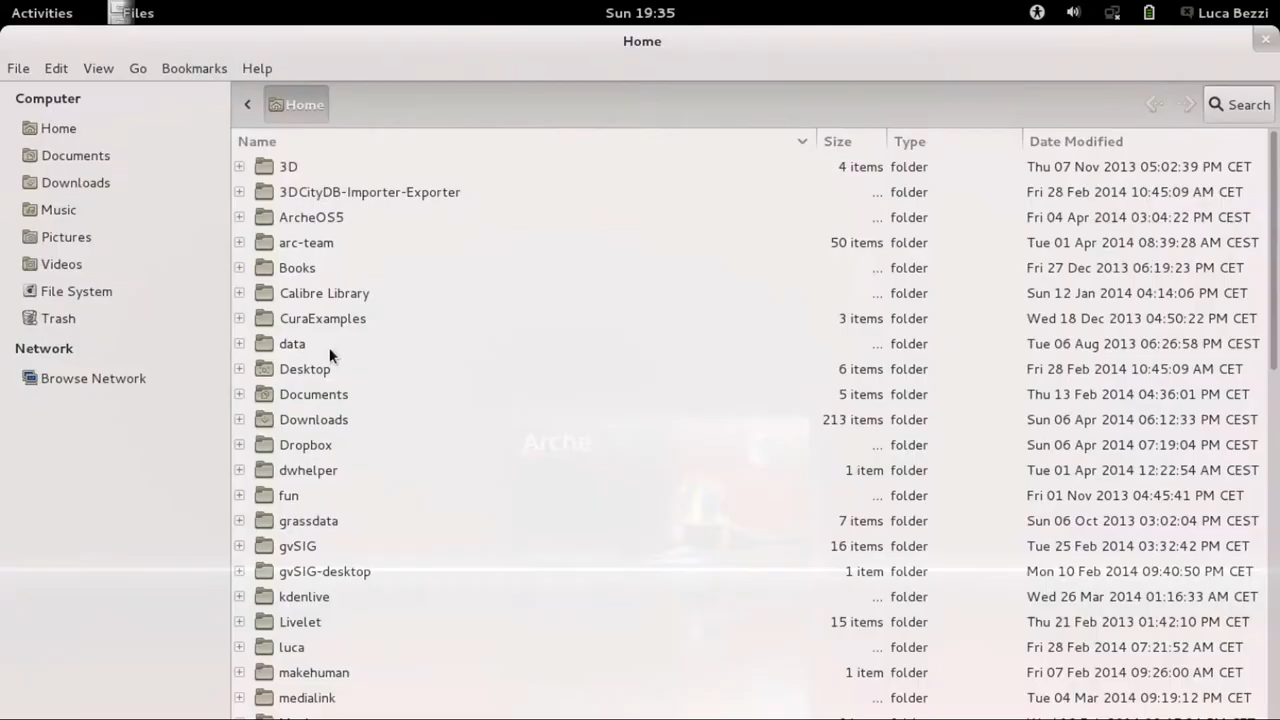 Activities Files Sun 19:35 Luca Bezzi
Home
File Edit View Go Bookmarks Help
Computer
Home
Documents
Downloads
Music
Pictures
Videos
File System
Trash
Network
Browse Network
Home Search
Name Size Type Date Modified
3D 4 items folder Thu 07 Nov 2013 05:02:39 PM CET
3DCityDB-Importer-Exporter ... folder Fri 28 Feb 2014 10:45:09 AM CET
ArcheOS5 ... folder Fri 04 Apr 2014 03:04:22 PM CEST
arc-team 50 items folder Tue 01 Apr 2014 08:39:28 AM CEST
Books ... folder Fri 27 Dec 2013 06:19:23 PM CET
Calibre Library ... folder Sun 12 Jan 2014 04:14:06 PM CET
CuraExamples 3 items folder Wed 18 Dec 2013 04:50:22 PM CET
data ... folder Tue 06 Aug 2013 06:26:58 PM CEST
Desktop 6 items folder Fri 28 Feb 2014 10:45:09 AM CET
Documents 5 items folder Thu 13 Feb 2014 04:36:01 PM CET
Downloads 213 items folder Sun 06 Apr 2014 06:12:33 PM CEST
Dropbox ... folder Sun 06 Apr 2014 07:19:04 PM CEST
Arche
dwhelper 1 item folder Tue 01 Apr 2014 12:22:54 AM CEST
fun ... folder Fri 01 Nov 2013 04:45:41 PM CET
grassdata 7 items folder Sun 06 Oct 2013 03:02:04 PM CEST
gvSIG 16 items folder Tue 25 Feb 2014 03:32:42 PM CET
gvSIG-desktop 1 item folder Mon 10 Feb 2014 09:40:50 PM CET
kdenlive ... folder Wed 26 Mar 2014 01:16:33 AM CET
Livelet 15 items folder Thu 21 Feb 2013 01:42:10 PM CET
luca ... folder Fri 28 Feb 2014 07:21:52 AM CET
makehuman 1 item folder Fri 07 Feb 2014 09:26:00 AM CET
medialink ... folder Tue 04 Mar 2014 09:19:12 PM CET